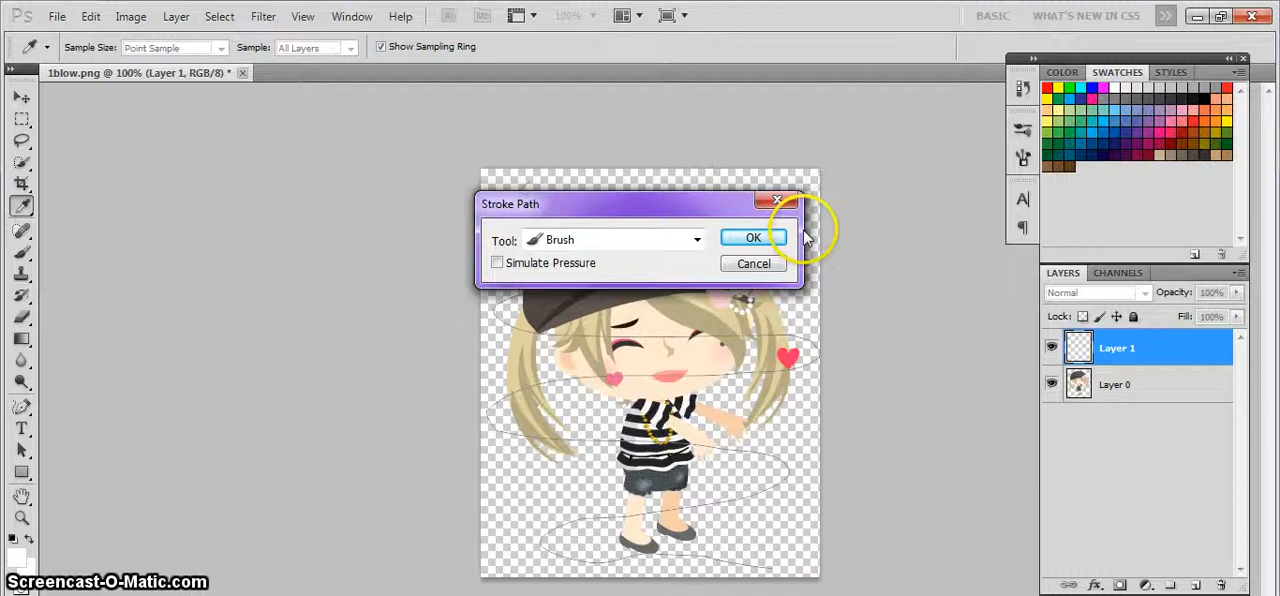 Ps File Edit Image Layer Select Filter View Window Help Br Mb 100% BASIC WHAT'S NEW IN CS5
Sample Size: Point Sample Sample: All Layers Show Sampling Ring
1blow.png @ 100% (Layer 1, RGB/8) *
COLOR SWATCHES STYLES
Stroke Path
Tool: Brush OK
Simulate Pressure Cancel
LAYERS CHANNELS
Normal Opacity: 100%
Lock: Fill: 100%
Layer 1
Layer 0
Screencast-O-Matic.com